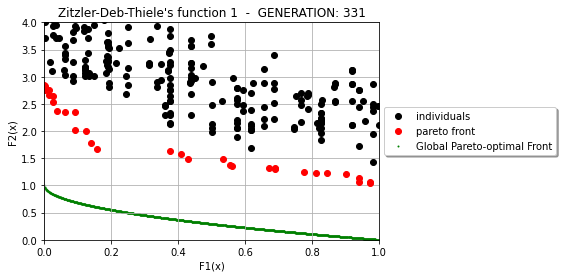 Zitzler-Deb-Thiele's function 1  -  GENERATION: 331
4.0
3.5
3.0
2.5
2.0
1.5
1.0
0.5
0.0
F2(x)
0.0 0.2 0.4 0.6 0.8 1.0
F1(x)
individuals
pareto front
Global Pareto-optimal Front